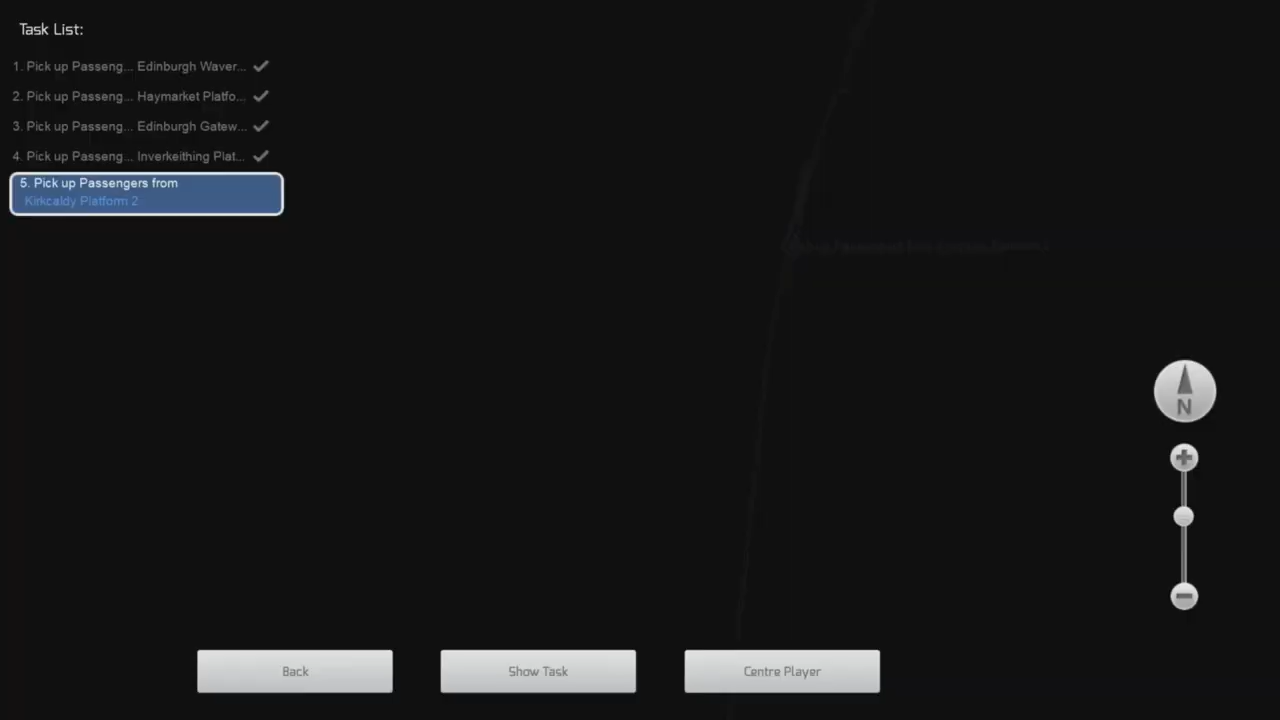 Task List:
1. Pick up Passeng... Edinburgh Waver...
2. Pick up Passeng... Haymarket Platfo...
3. Pick up Passeng... Edinburgh Gatew...
4. Pick up Passeng... Inverkeithing Plat...
5. Pick up Passengers from
Kirkcaldy Platform 2
N
Back
Show Task
Centre Player